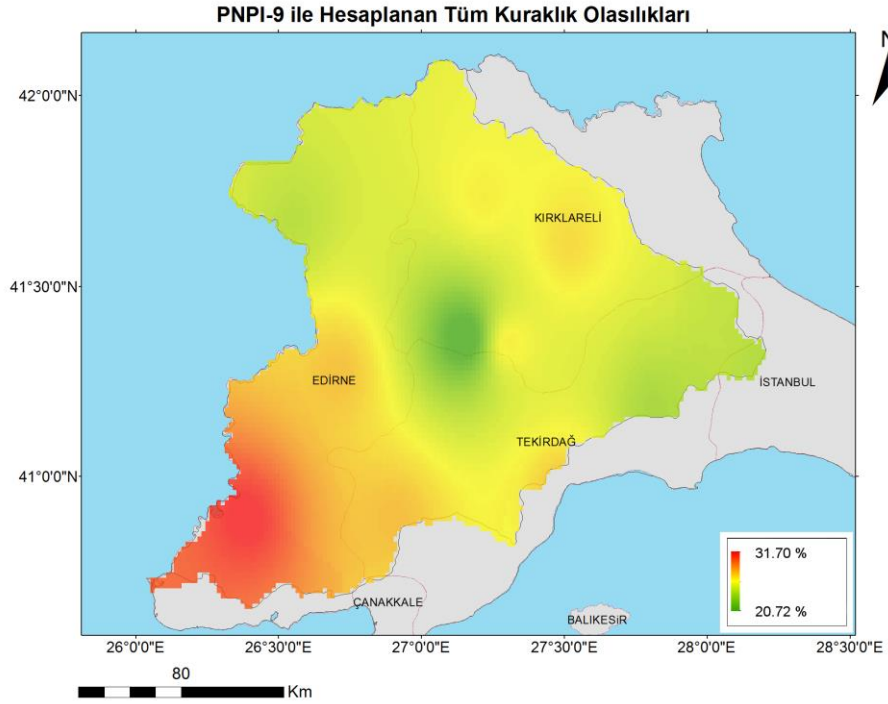 PNPI-9 ile Hesaplanan Tüm Kuraklık Olasılıkları
N
42°0'0"N
KIRKLARELİ
41°30'0"N
EDİRNE
İSTANBUL
TEKİRDAĞ
41°0'0"N
31.70 %
20.72 %
ÇANAKKALE
BALIKESİR
26°0'0"E 26°30'0"E 27°0'0"E 27°30'0"E 28°0'0"E 28°30'0"E
80
Km